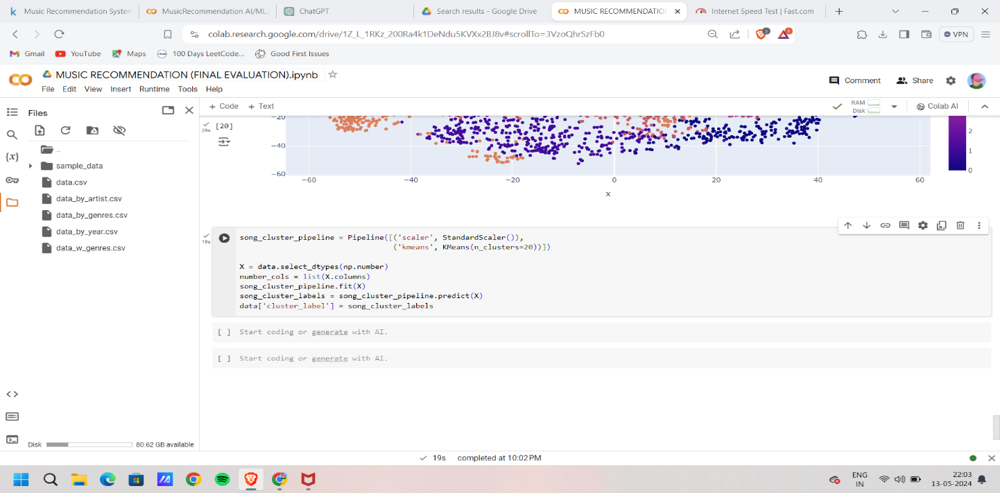 Music Recommendation System
MusicRecommendation AI/ML
ChatGPT
Search results - Google Drive
MUSIC RECOMMENDATIO
Internet Speed Test | Fast.com
colab.research.google.com/drive/1Z_L_1RKz_200Ra4k1DeNdu5KVXx2BJ8v#scrollTo=3VzoQhrSzFb0
3
1
VPN
Gmail
YouTube
Maps
100 Days LeetCode...
Good First Issues
MUSIC RECOMMENDATION (FINAL EVALUATION).ipynb
File Edit View Insert Runtime Tools Help
Comment
Share
Files
+ Code + Text
RAM
Disk
Colab AI
..
sample_data
data.csv
data_by_artist.csv
data_by_genres.csv
data_by_year.csv
data_w_genres.csv
29s
[20]
−20
−40
−60
−60 −40 −20 0 20 40 60
x
2
1
0
19s
song_cluster_pipeline = Pipeline([('scaler', StandardScaler()),
('kmeans', KMeans(n_clusters=20))])
X = data.select_dtypes(np.number)
number_cols = list(X.columns)
song_cluster_pipeline.fit(X)
song_cluster_labels = song_cluster_pipeline.predict(X)
data['cluster_label'] = song_cluster_labels
[ ] Start coding or generate with AI.
[ ] Start coding or generate with AI.
Disk 80.62 GB available
19s completed at 10:02 PM
ENG
IN
22:03
13-05-2024